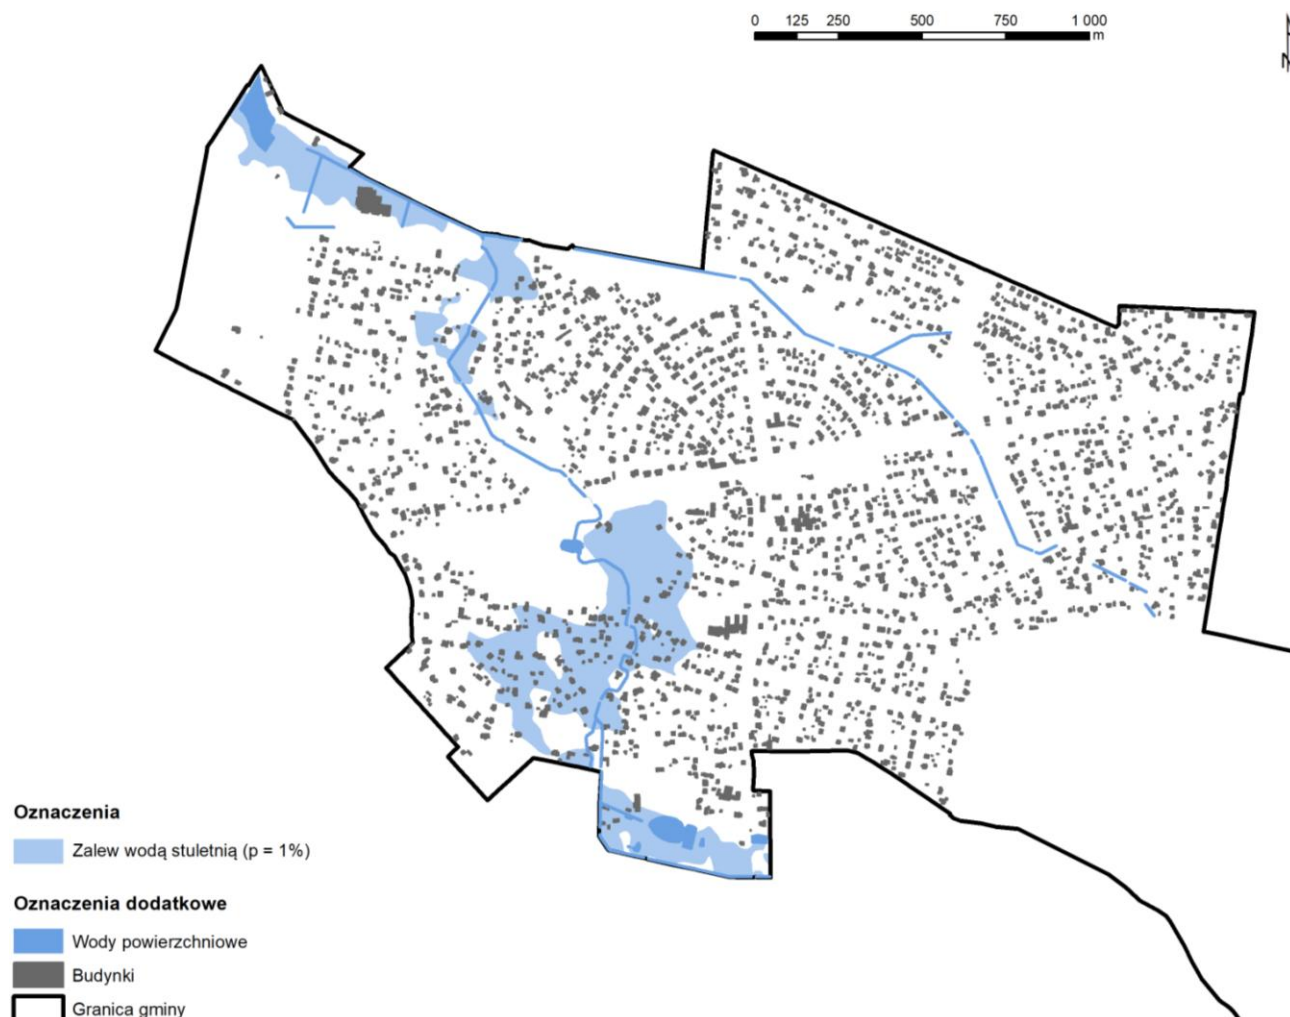 0 125 250 500 750 1 000
m
N
Oznaczenia
Zalew wodą stuletnią (p = 1%)
Oznaczenia dodatkowe
Wody powierzchniowe
Budynki
Granica gminy